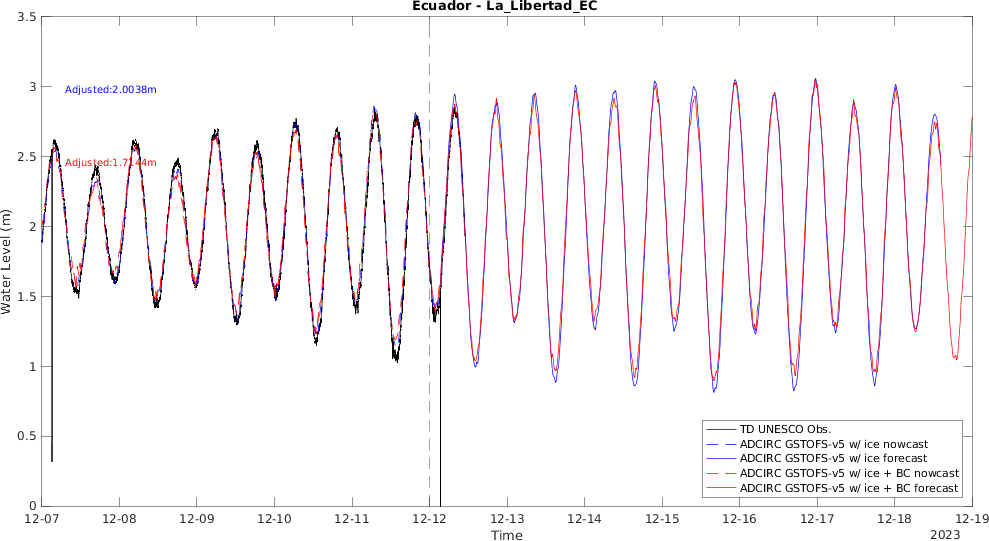 Ecuador - La_Libertad_EC
3.5
3
2.5
2
1.5
1
0.5
0
Water Level (m)
Adjusted:2.0038m
Adjusted:1.7144m
TD UNESCO Obs.
ADCIRC GSTOFS-v5 w/ ice nowcast
ADCIRC GSTOFS-v5 w/ ice forecast
ADCIRC GSTOFS-v5 w/ ice + BC nowcast
ADCIRC GSTOFS-v5 w/ ice + BC forecast
12-07 12-08 12-09 12-10 12-11 12-12 12-13 12-14 12-15 12-16 12-17 12-18 12-19
Time
2023